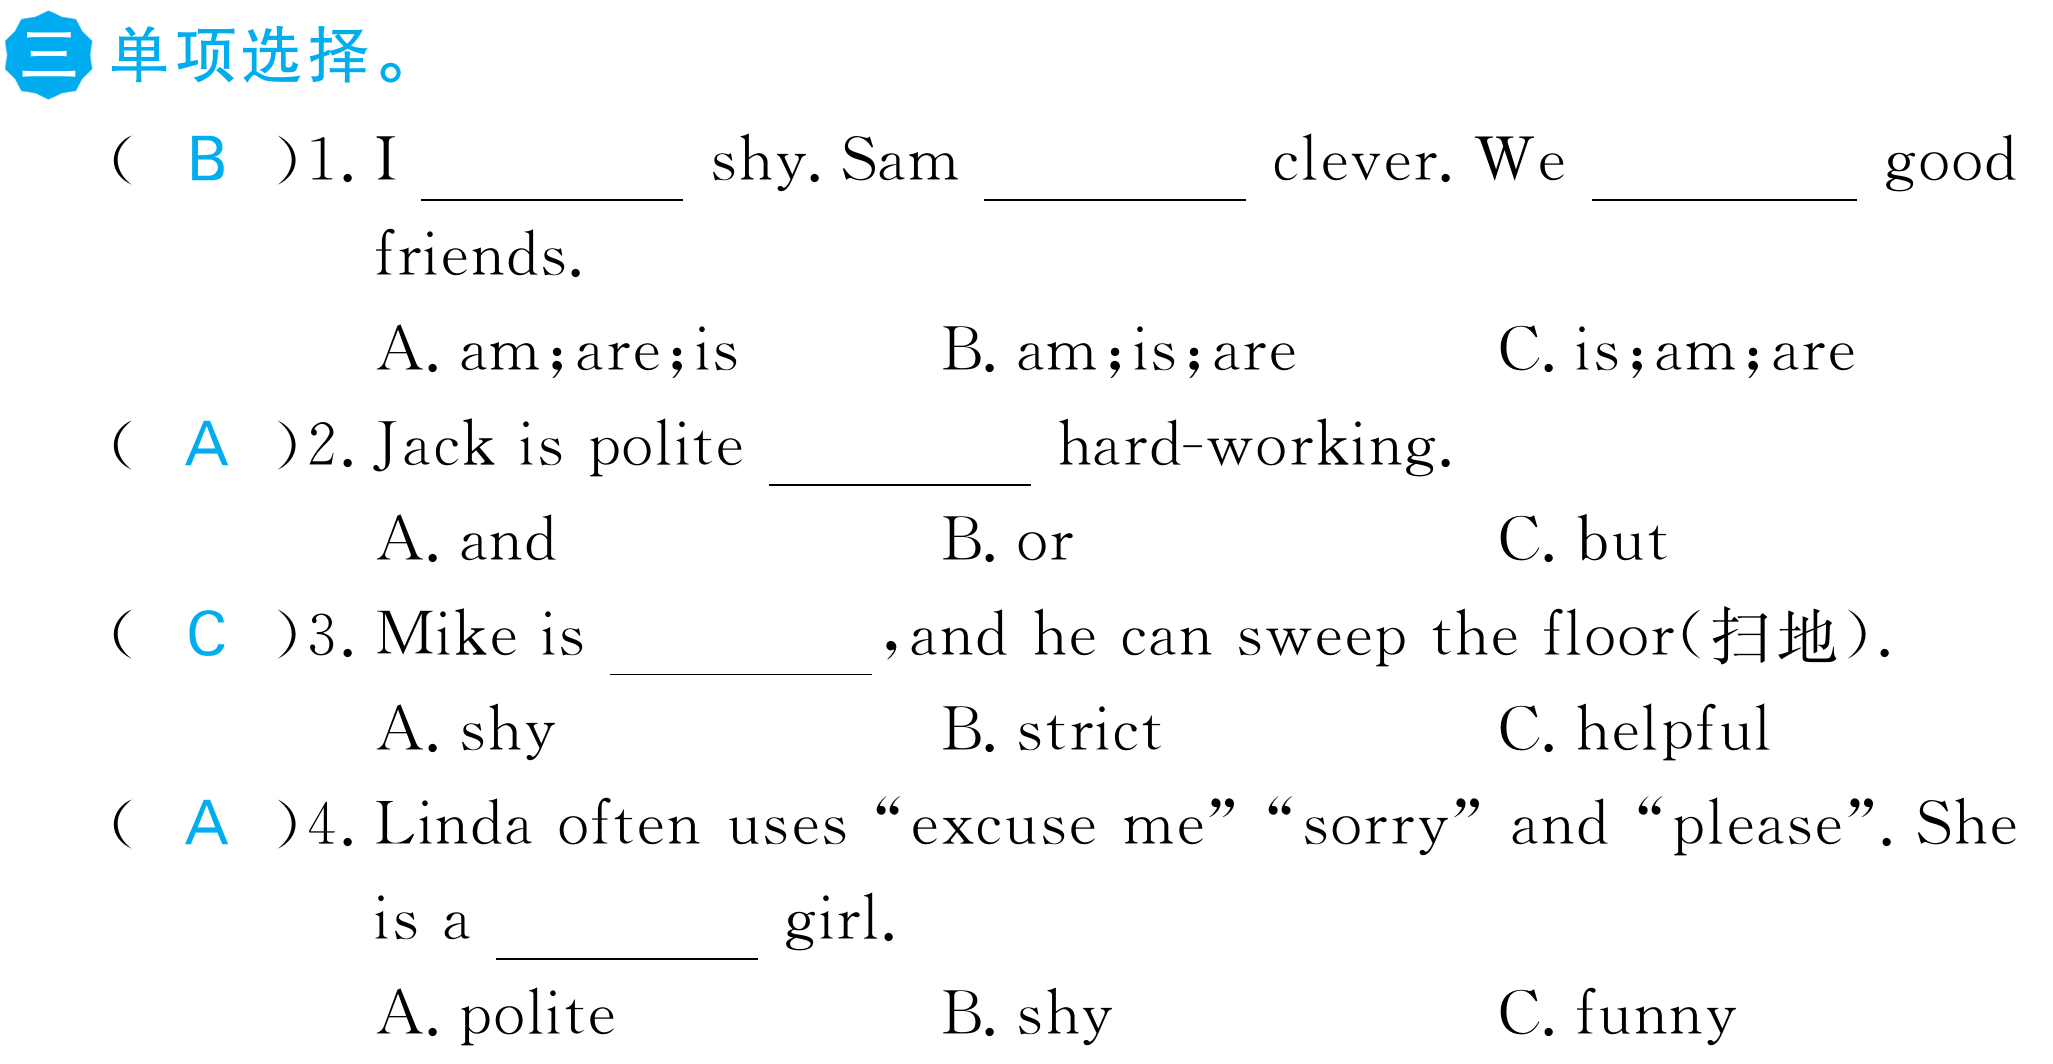 三 单项选择。
( B )1. I ________ shy. Sam ________ clever. We ________ good
friends.
A. am;are;is B. am;is;are C. is;am;are
( A )2. Jack is polite ________ hard-working.
A. and B. or C. but
( C )3. Mike is ________ ,and he can sweep the floor(扫地).
A. shy B. strict C. helpful
( A )4. Linda often uses “excuse me” “sorry” and “please”. She
is a ________ girl.
A. polite B. shy C. funny